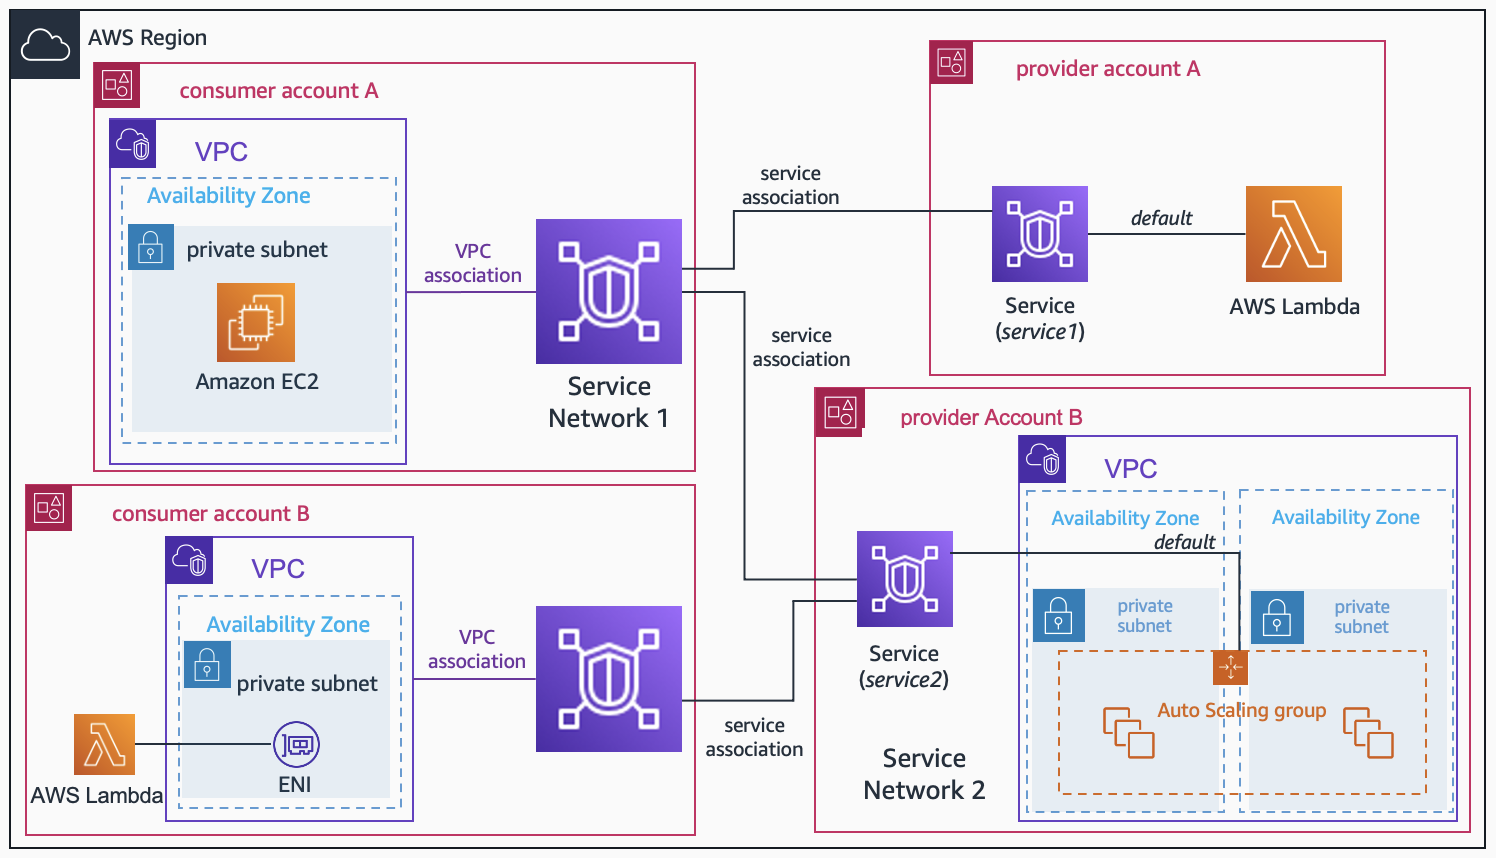 AWS Region
consumer account A
VPC
Availability Zone
private subnet
Amazon EC2
VPC
association
Service
Network 1
service
association
service
association
provider account A
Service
(service1)
default
AWS Lambda
consumer account B
VPC
Availability Zone
private subnet
ENI
AWS Lambda
VPC
association
service
association
provider Account B
Service
(service2)
Service
Network 2
VPC
Availability Zone
Availability Zone
default
private
subnet
private
subnet
Auto Scaling group